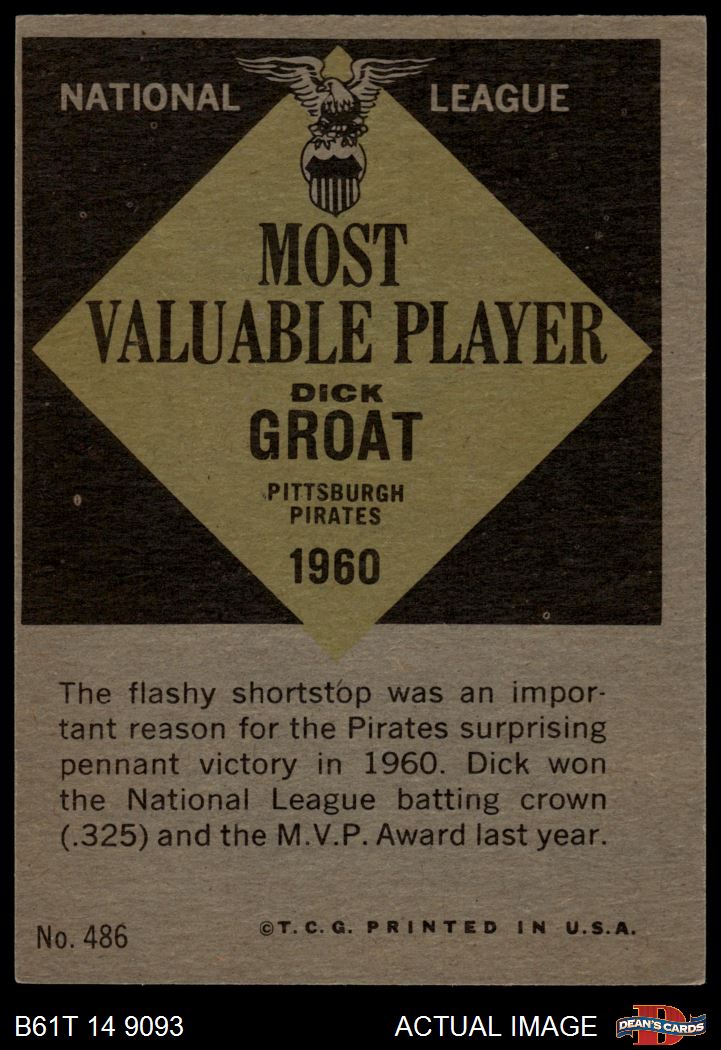 NATIONAL LEAGUE
MOST
VALUABLE PLAYER
DICK
GROAT
PITTSBURGH
PIRATES
1960
The flashy shortstop was an impor-
tant reason for the Pirates surprising
pennant victory in 1960. Dick won
the National League batting crown
(.325) and the M.V.P. Award last year.
No. 486 ©T.C.G. PRINTED IN U.S.A.
B61T 14 9093 ACTUAL IMAGE DEAN'S CARDS